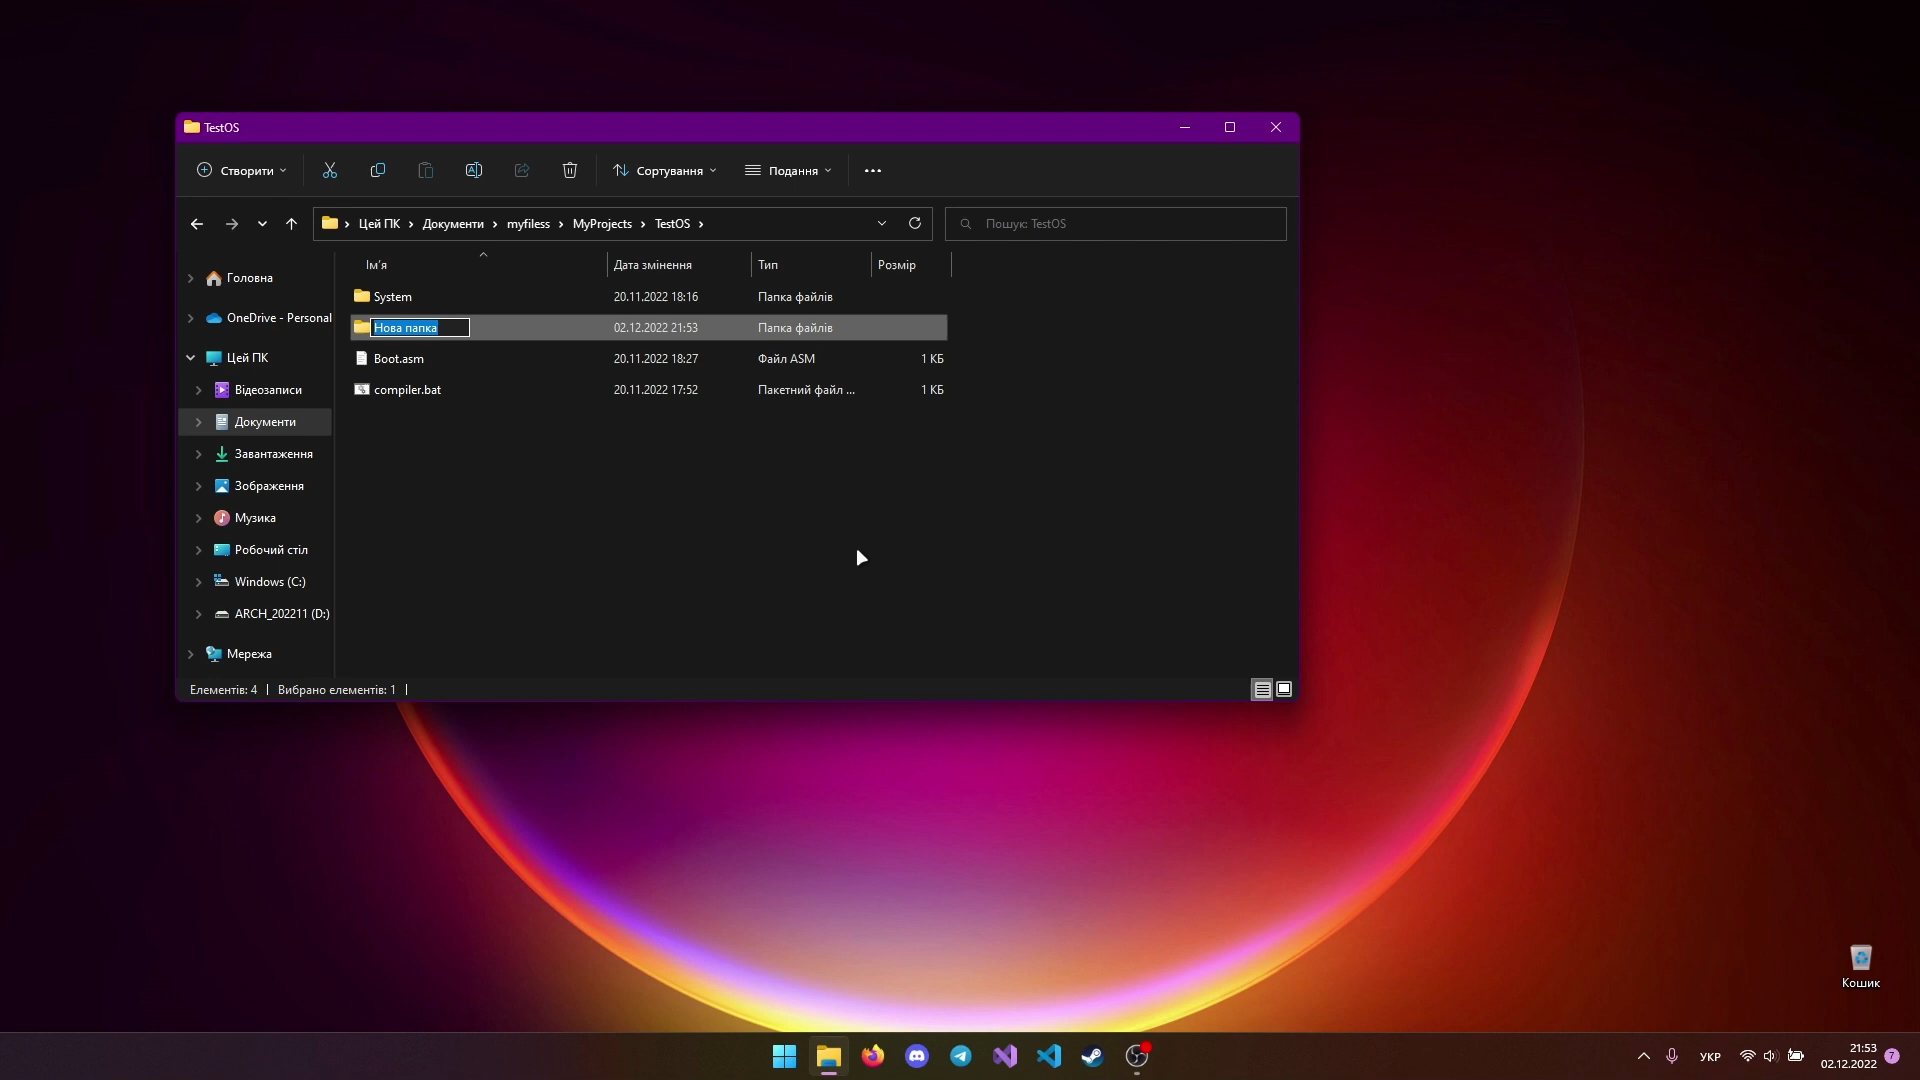 TestOS
Створити
Сортування
Подання
Цей ПК
Документи
myfiless
MyProjects
TestOS
Пошук: TestOS
Ім'я
Дата змінення
Тип
Розмір
System 20.11.2022 18:16 Папка файлів
Нова папка 02.12.2022 21:53 Папка файлів
Boot.asm 20.11.2022 18:27 Файл ASM 1 КБ
compiler.bat 20.11.2022 17:52 Пакетний файл ... 1 КБ
Головна
OneDrive - Personal
Цей ПК
Відеозаписи
Документи
Завантаження
Зображення
Музика
Робочий стіл
Windows (C:)
ARCH_202211 (D:)
Мережа
Елементів: 4
Вибрано елементів: 1
Кошик
УКР
21:53
02.12.2022
7